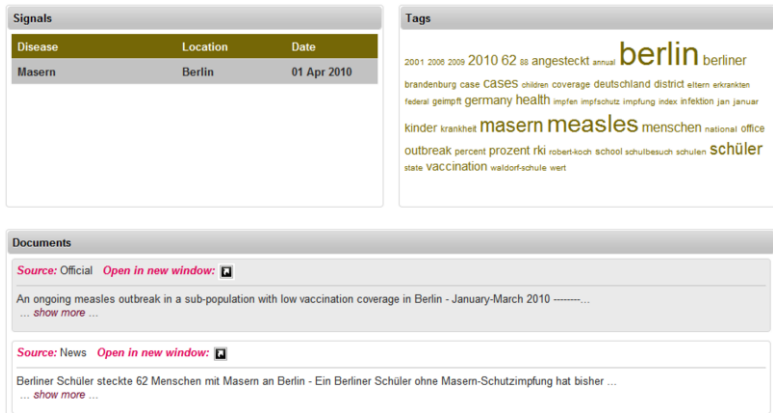 Signals
Disease Location Date
Masern Berlin 01 Apr 2010
Tags
2001 2006 2009 2010 62 88 angesteckt annual berlin berliner
brandenburg case cases children coverage deutschland district eltern erkrankten
federal geimpft germany health impfen impfschutz impfung index infektion jan januar
kinder krankheit masern measles menschen national office
outbreak percent prozent rki robert-koch school schulbesuch schulen schüler
state vaccination waldorf-schule wert
Documents
Source: Official Open in new window:
An ongoing measles outbreak in a sub-population with low vaccination coverage in Berlin - January-March 2010 --------...
... show more ...
Source: News Open in new window:
Berliner Schüler steckte 62 Menschen mit Masern an Berlin - Ein Berliner Schüler ohne Masern-Schutzimpfung hat bisher ...
... show more ...